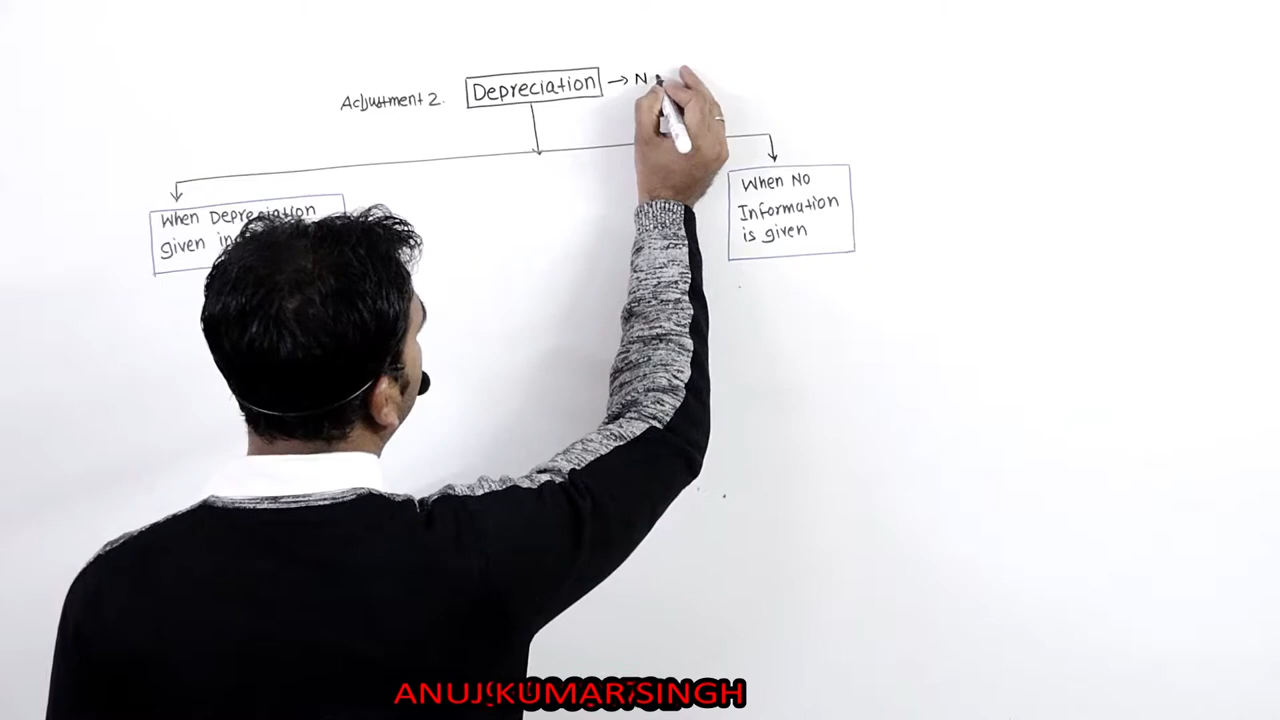 Adjustment 2. Depreciation → N
When Depreciation
given in
When No
Information
is given
ANUJ KUMAR SINGH